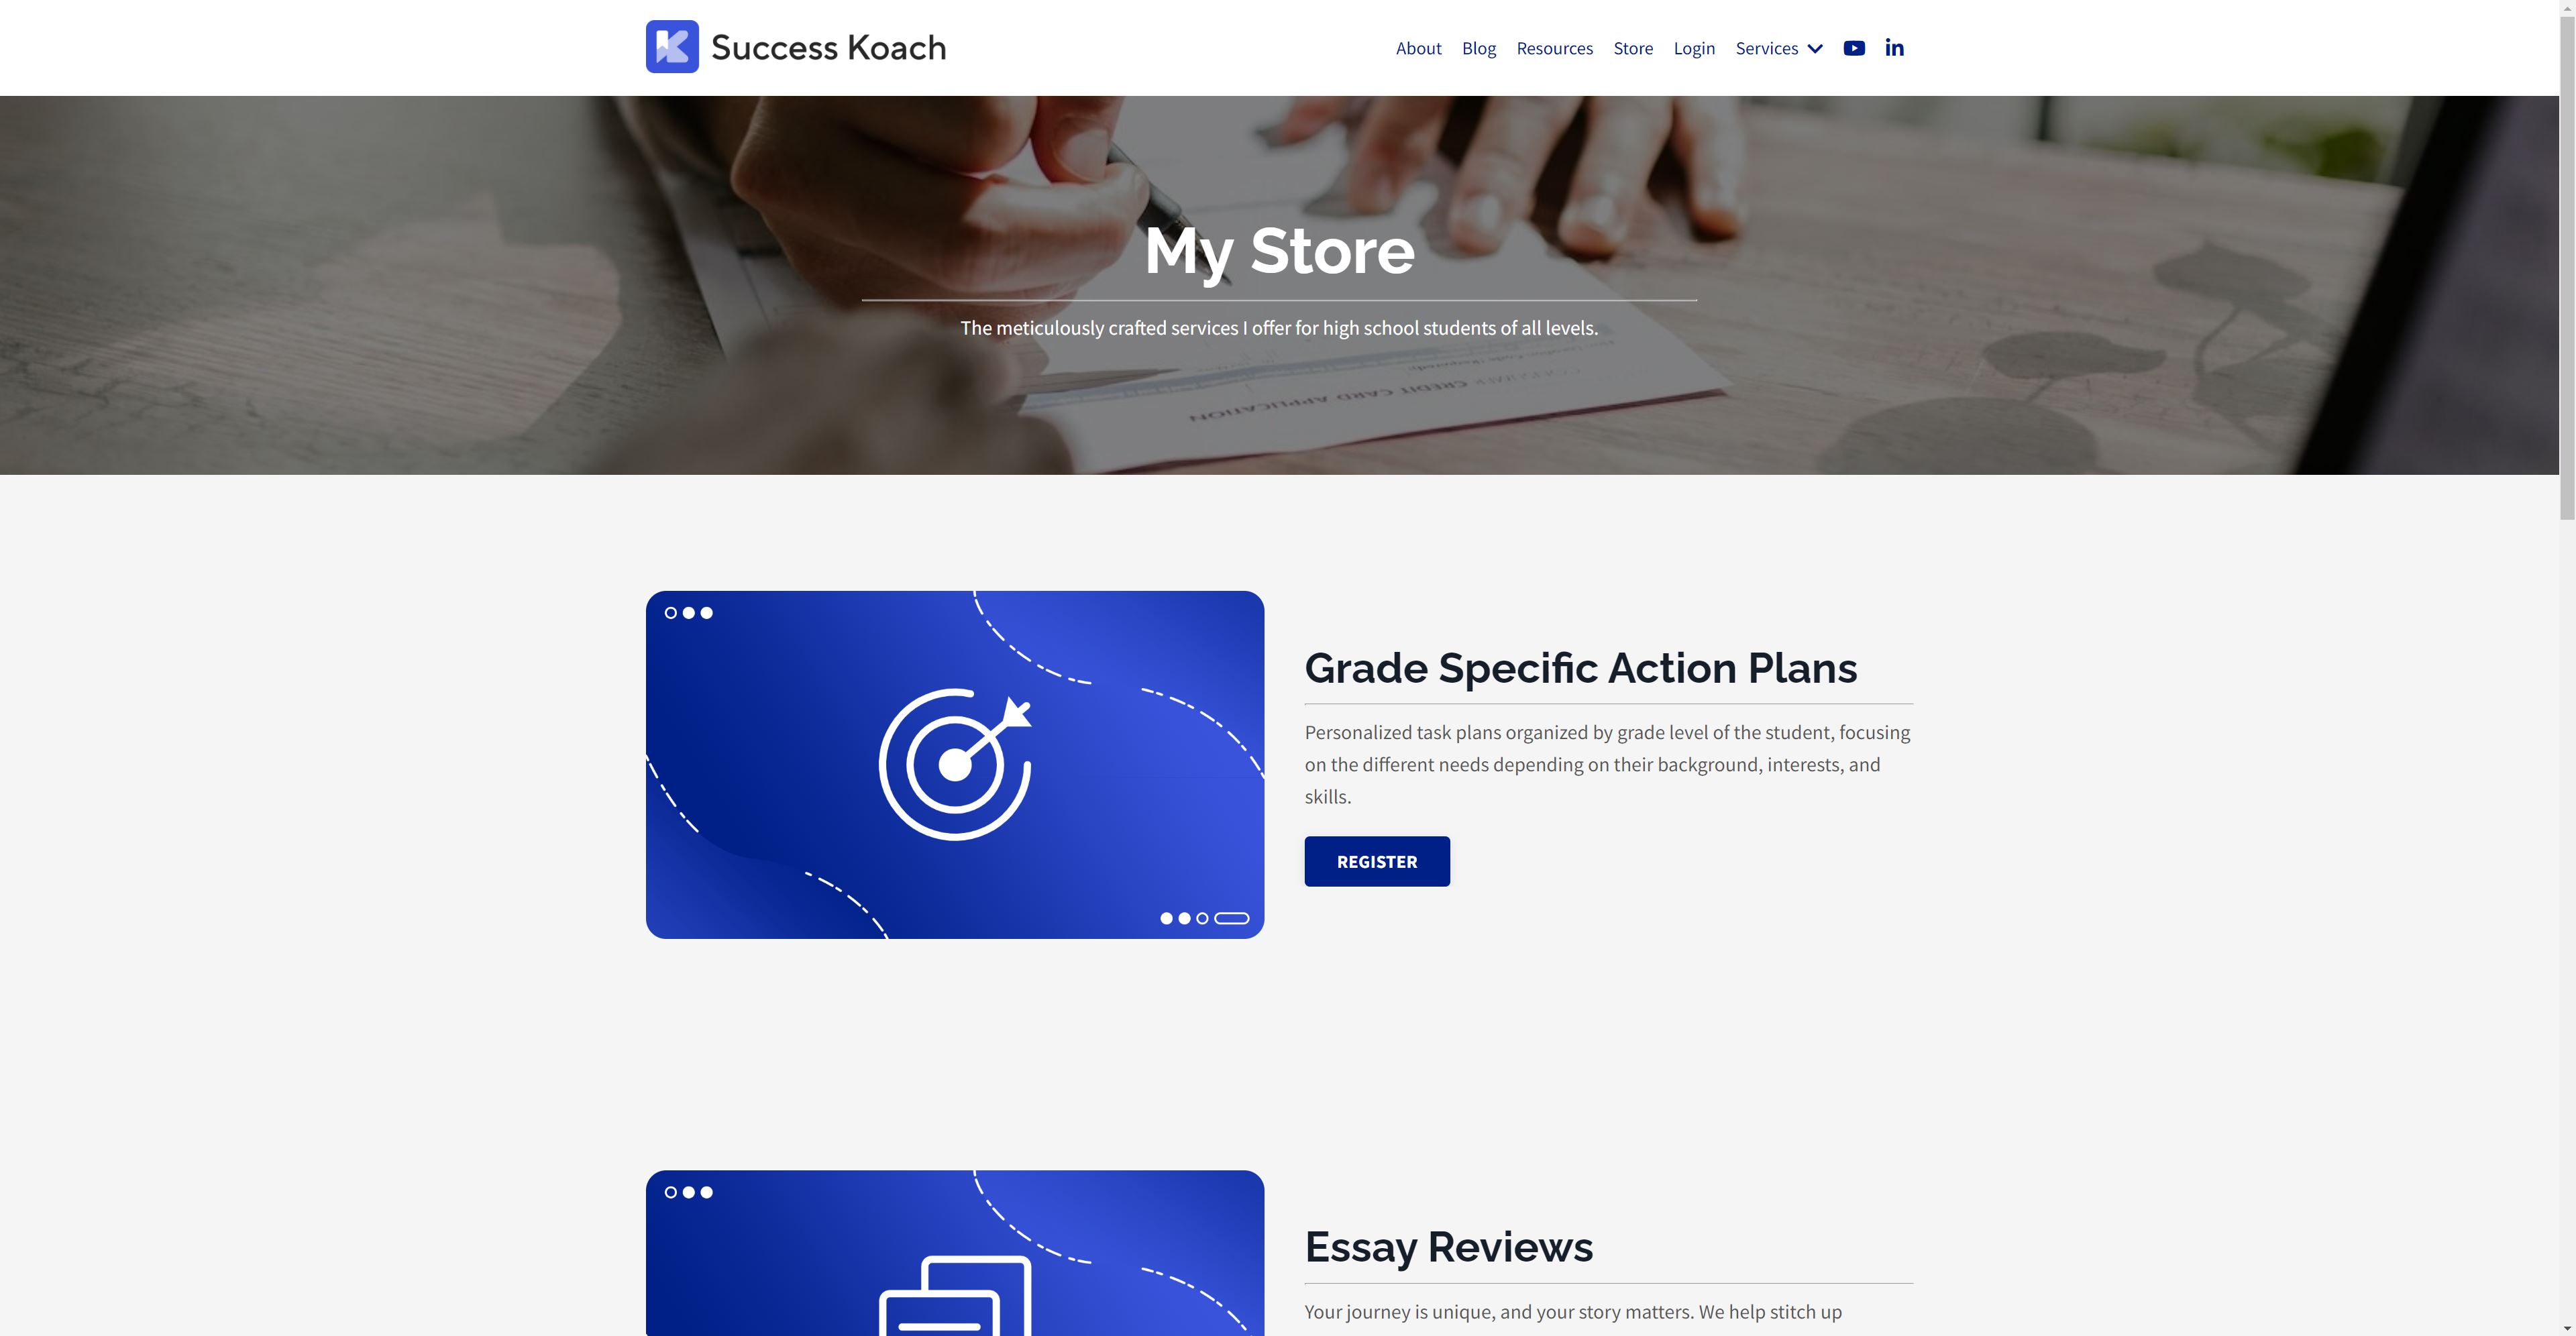 Success Koach
About Blog Resources Store Login Services
My Store
The meticulously crafted services I offer for high school students of all levels.
CREDIT CARD APPLICATION
Grade Specific Action Plans
Personalized task plans organized by grade level of the student, focusing
on the different needs depending on their background, interests, and
skills.
REGISTER
Essay Reviews
Your journey is unique, and your story matters. We help stitch up